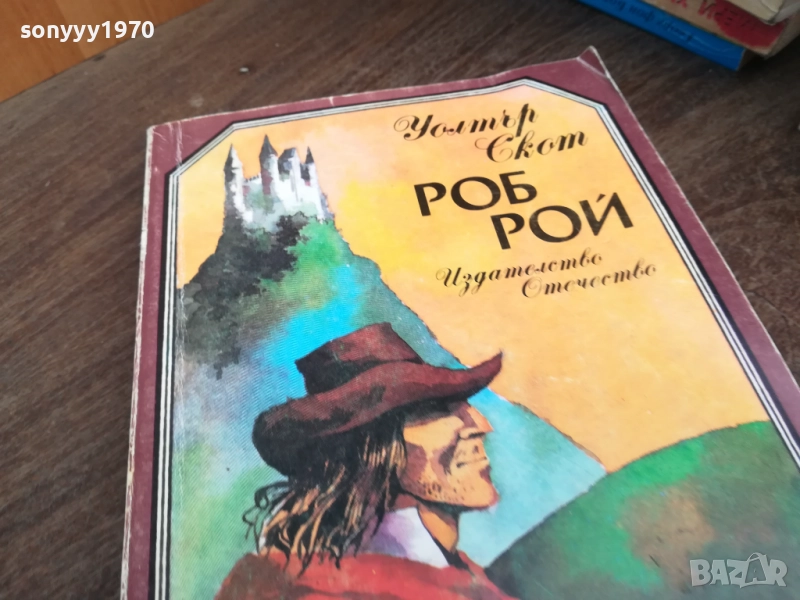 sonyyy1970
Уолтър
Скот
РОБ
РОЙ
Издателство
Отечество
BAZAR